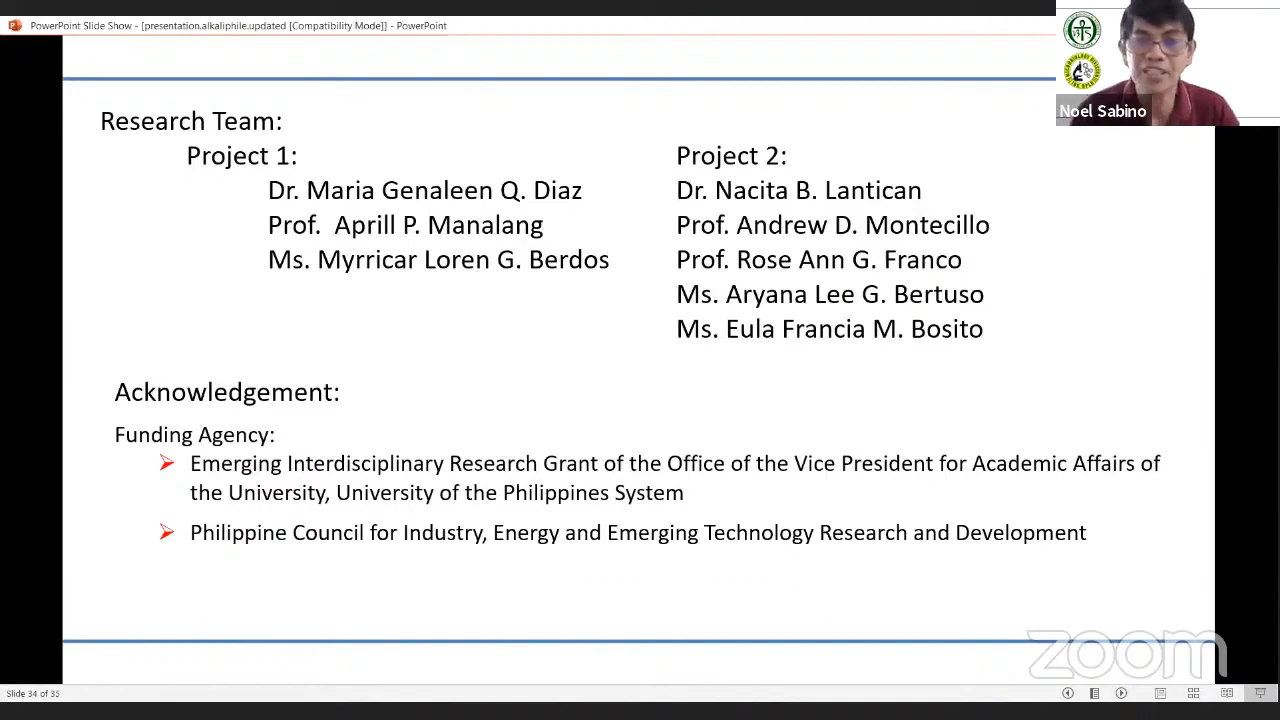 PowerPoint Slide Show - [presentation.alkaliphile.updated [Compatibility Mode]] - PowerPoint
Noel Sabino
Research Team:
Project 1:
Dr. Maria Genaleen Q. Diaz
Prof. Aprill P. Manalang
Ms. Myrricar Loren G. Berdos
Project 2:
Dr. Nacita B. Lantican
Prof. Andrew D. Montecillo
Prof. Rose Ann G. Franco
Ms. Aryana Lee G. Bertuso
Ms. Eula Francia M. Bosito
Acknowledgement:
Funding Agency:
Emerging Interdisciplinary Research Grant of the Office of the Vice President for Academic Affairs of
the University, University of the Philippines System
Philippine Council for Industry, Energy and Emerging Technology Research and Development
zoom
Slide 34 of 35